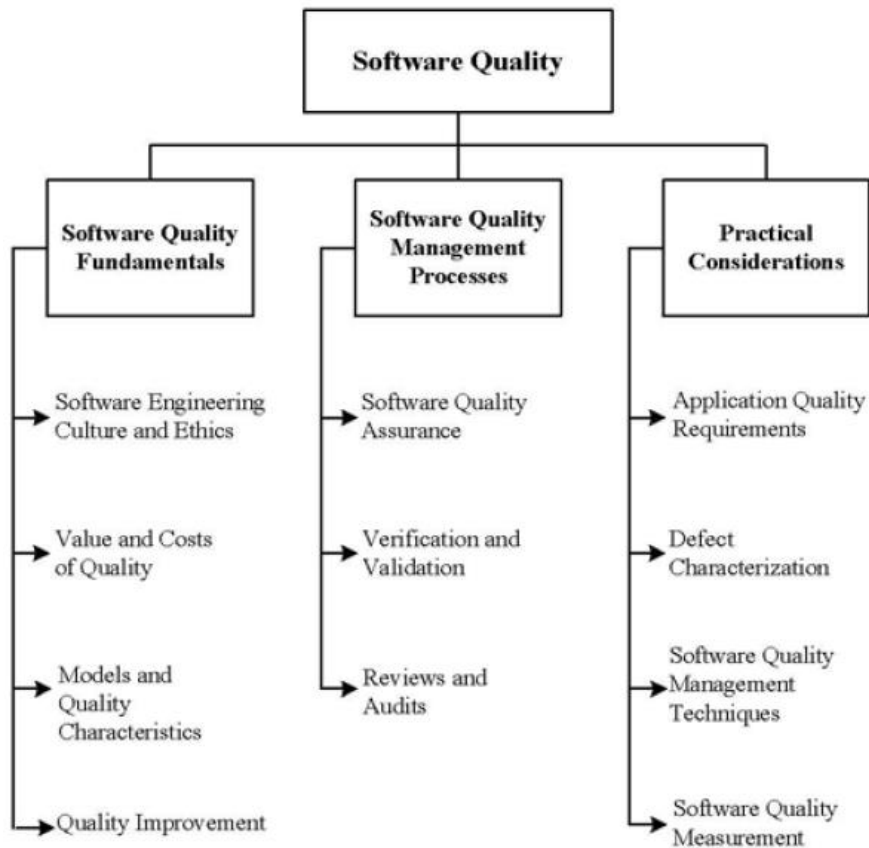 Software Quality
Software Quality
Fundamentals
Software Engineering
Culture and Ethics
Value and Costs
of Quality
Models and
Quality
Characteristics
Quality Improvement
Software Quality
Management
Processes
Software Quality
Assurance
Verification and
Validation
Reviews and
Audits
Practical
Considerations
Application Quality
Requirements
Defect
Characterization
Software Quality
Management
Techniques
Software Quality
Measurement